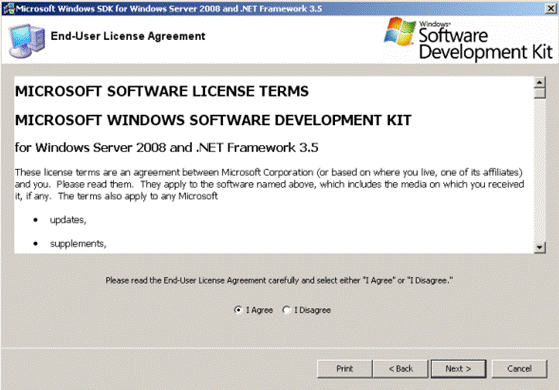 Microsoft Windows SDK for Windows Server 2008 and .NET Framework 3.5
End-User License Agreement
Windows
Software
Development Kit
MICROSOFT SOFTWARE LICENSE TERMS
MICROSOFT WINDOWS SOFTWARE DEVELOPMENT KIT
for Windows Server 2008 and .NET Framework 3.5
These license terms are an agreement between Microsoft Corporation (or based on where you live, one of its affiliates)
and you. Please read them. They apply to the software named above, which includes the media on which you received
it, if any. The terms also apply to any Microsoft
• updates,
• supplements,
Please read the End-User License Agreement carefully and select either "I Agree" or "I Disagree."
I Agree I Disagree
Print < Back Next > Cancel